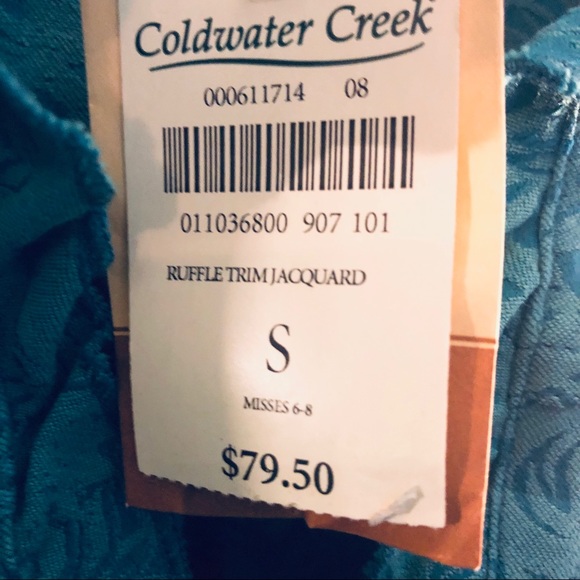 Coldwater Creek
000611714 08
011036800 907 101
RUFFLE TRIM JACQUARD
S
MISSES 6-8
$79.50